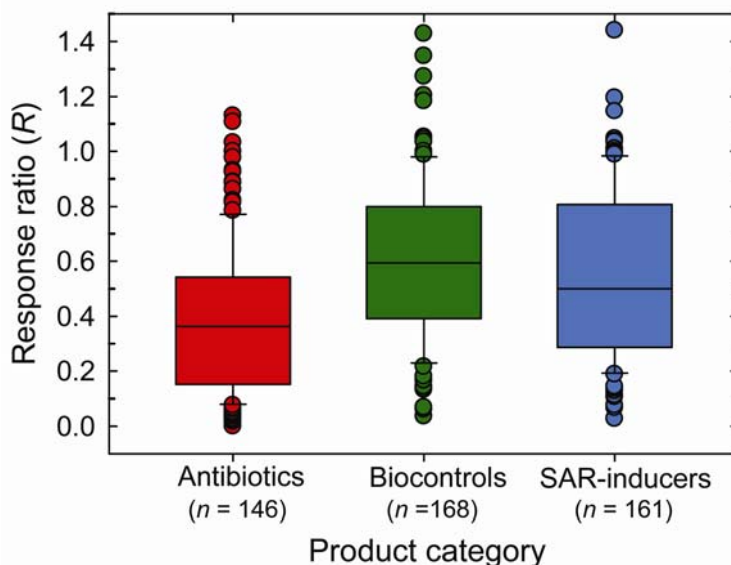 Response ratio (R)
1.4
1.2
1.0
0.8
0.6
0.4
0.2
0.0
Antibiotics
(n = 146)
Biocontrols
(n =168)
SAR-inducers
(n = 161)
Product category